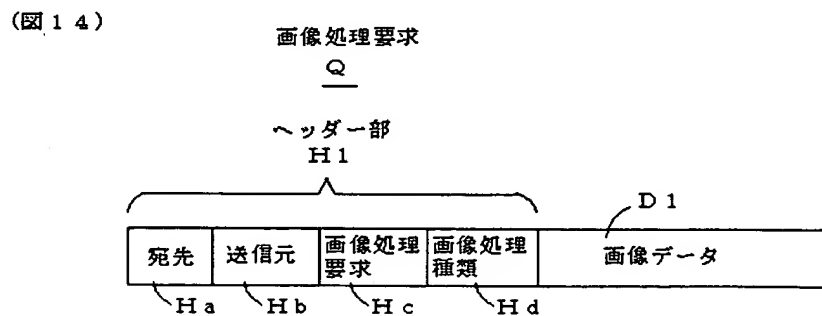 (図14)
画像処理要求
Q
ヘッダー部
H1
D1
宛先 送信元 画像処理要求 画像処理種類 画像データ
Ha Hb Hc Hd